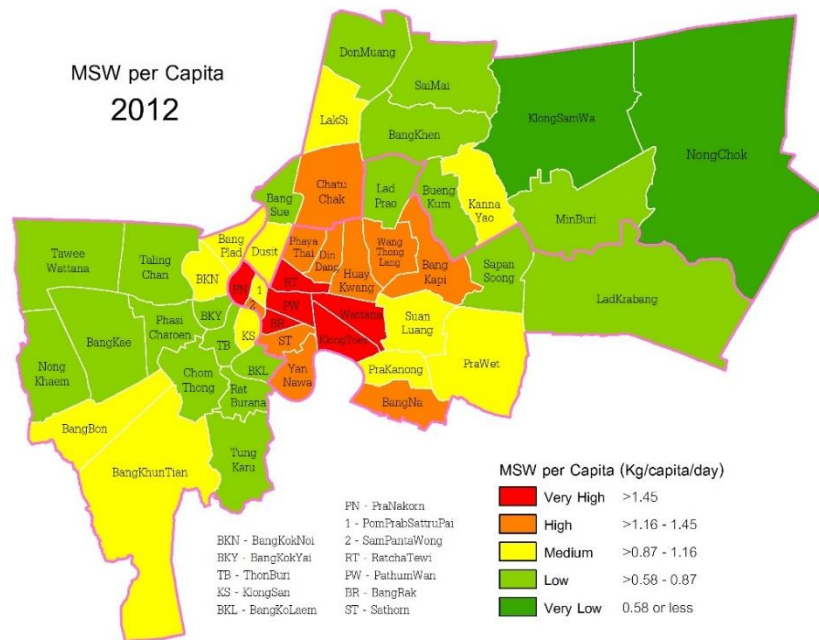 MSW per Capita
2012
DonMuang
SaiMai
LakSi
BangKhen
KlongSamWa
NongChok
Chatu
Chak
Lad
Prao
Bueng
Kum
Kanna
Yao
MinBuri
Bang
Sue
Tawee
Wattana
Taling
Chan
Bang
Plad
Dusit
BKN
Phaya
Thai
Din
Dang
Huay
Kwang
Wang
Thong
Lang
Bang
Kapi
Sapan
Soong
LadKrabang
PN
1
2
RT
PW
BR
Wattana
KlongToey
Suan
Luang
PraWet
Nong
Khaem
BangKae
Phasi
Charoen
BKY
TB
KS
ST
Yan
Nawa
BKL
PraKanong
BangNa
Chom
Thong
Rat
Burana
BangBon
BangKhunTian
Tung
Karu
BKN - BangKokNoi
BKY - BangKokYai
TB - ThonBuri
KS - KlongSan
BKL - BangKoLaem
PN - PraNakorn
1 - PomPrabSattruPai
2 - SamPantaWong
RT - RatchaTewi
PW - PathumWan
BR - BangRak
ST - Sathorn
MSW per Capita (Kg/capita/day)
Very High >1.45
High >1.16 - 1.45
Medium >0.87 - 1.16
Low >0.58 - 0.87
Very Low 0.58 or less